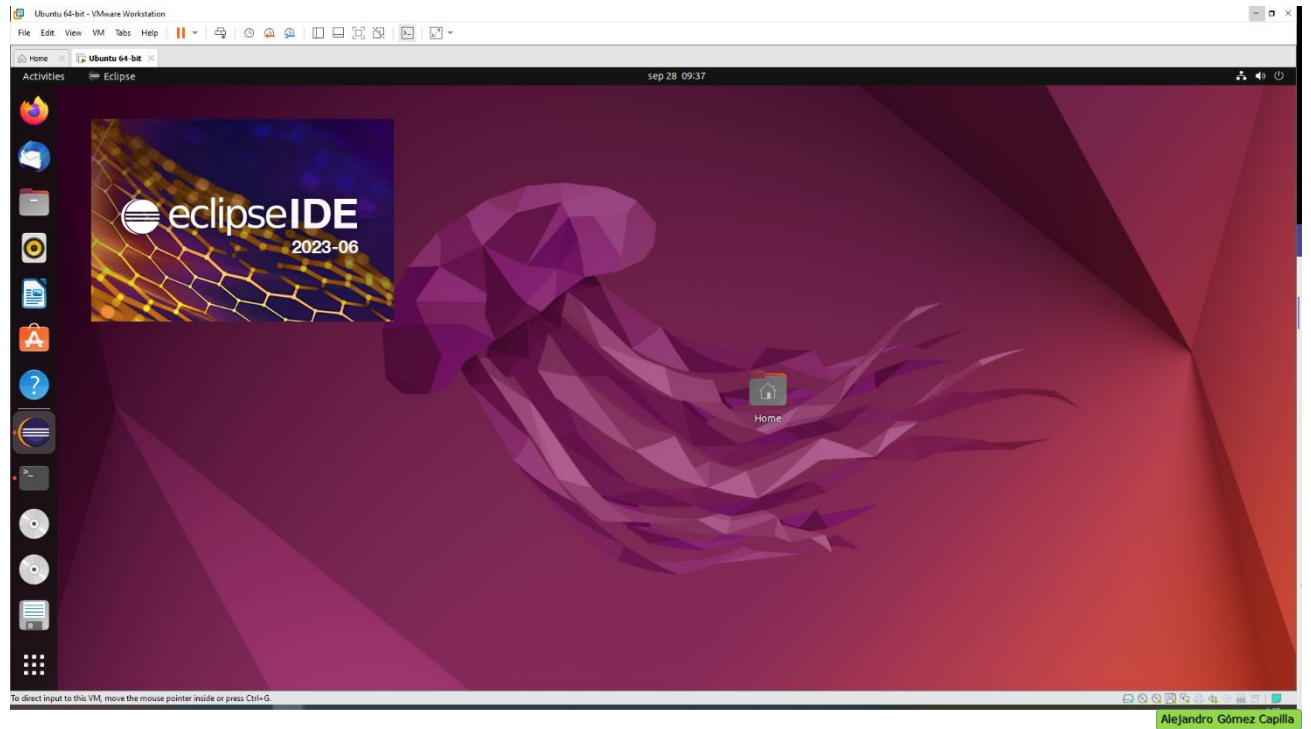 Ubuntu 64-bit - VMware Workstation
File Edit View VM Tabs Help
Home
Ubuntu 64-bit
Activities Eclipse sep 28 09:37
eclipseIDE
2023-06
Home
To direct input to this VM, move the mouse pointer inside or press Ctrl+G.
Alejandro Gómez Capilla